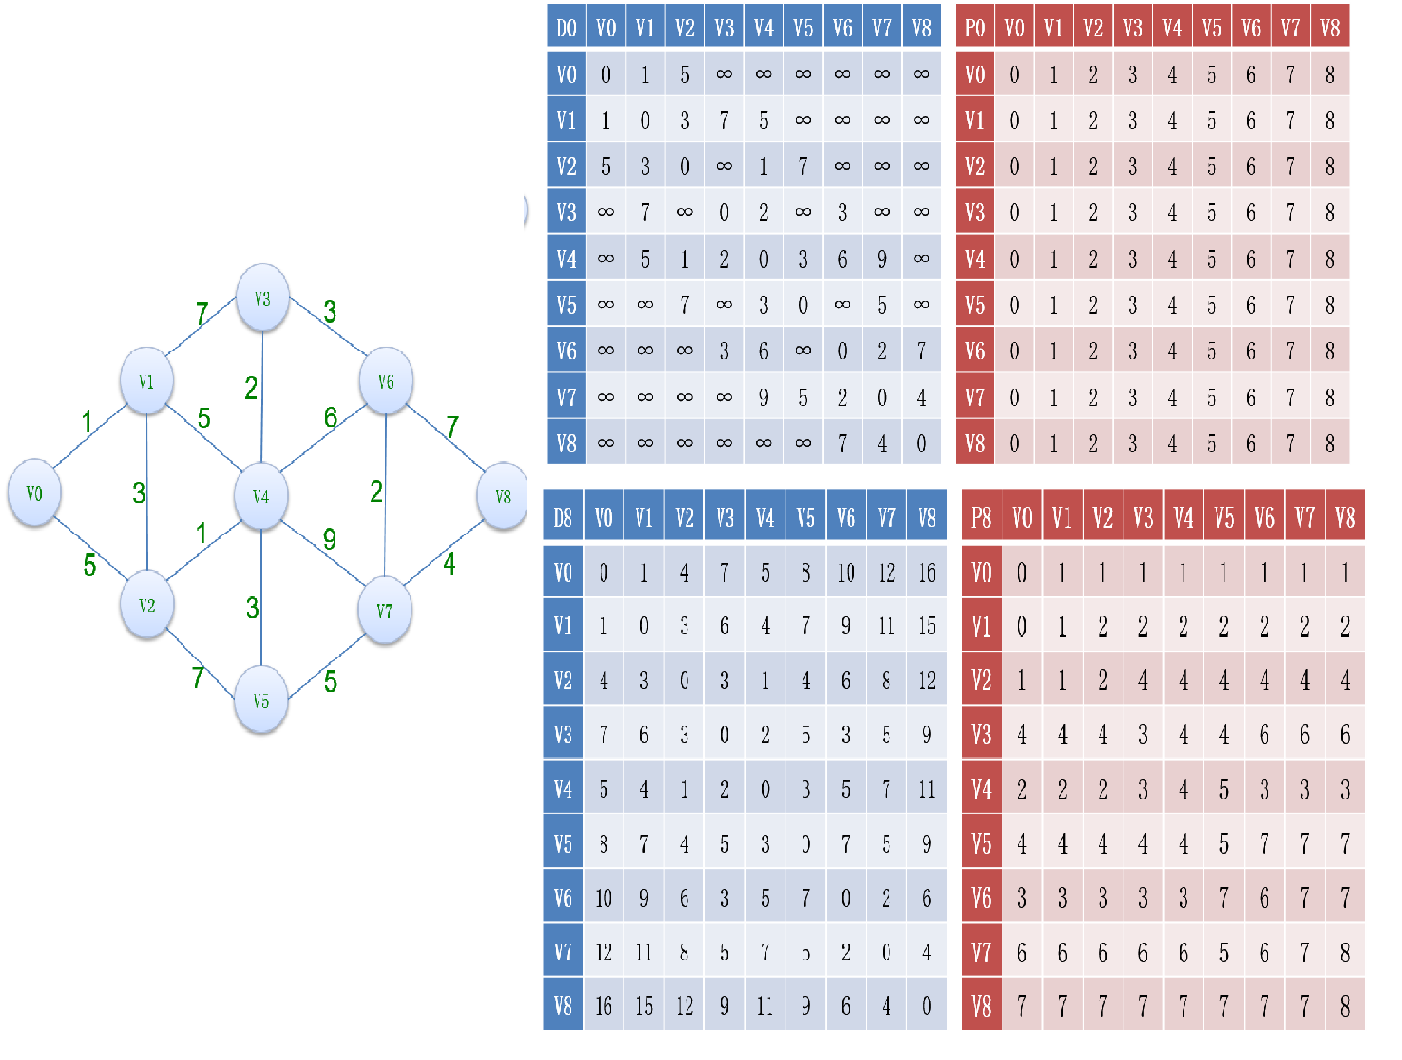 V3
7
3
V1
V6
2
1
5
6
7
V0
3
V4
2
V8
5
1
9
4
V2
3
V7
7
5
V5
D0 V0 V1 V2 V3 V4 V5 V6 V7 V8
V0 0 1 5 ∞ ∞ ∞ ∞ ∞ ∞
V1 1 0 3 7 5 ∞ ∞ ∞ ∞
V2 5 3 0 ∞ 1 7 ∞ ∞ ∞
V3 ∞ 7 ∞ 0 2 ∞ 3 ∞ ∞
V4 ∞ 5 1 2 0 3 6 9 ∞
V5 ∞ ∞ 7 ∞ 3 0 ∞ 5 ∞
V6 ∞ ∞ ∞ 3 6 ∞ 0 2 7
V7 ∞ ∞ ∞ ∞ 9 5 2 0 4
V8 ∞ ∞ ∞ ∞ ∞ ∞ 7 4 0
P0 V0 V1 V2 V3 V4 V5 V6 V7 V8
V0 0 1 2 3 4 5 6 7 8
V1 0 1 2 3 4 5 6 7 8
V2 0 1 2 3 4 5 6 7 8
V3 0 1 2 3 4 5 6 7 8
V4 0 1 2 3 4 5 6 7 8
V5 0 1 2 3 4 5 6 7 8
V6 0 1 2 3 4 5 6 7 8
V7 0 1 2 3 4 5 6 7 8
V8 0 1 2 3 4 5 6 7 8
D8 V0 V1 V2 V3 V4 V5 V6 V7 V8
V0 0 1 4 7 5 8 10 12 16
V1 1 0 3 6 4 7 9 11 15
V2 4 3 0 3 1 4 6 8 12
V3 7 6 3 0 2 5 3 5 9
V4 5 4 1 2 0 3 5 7 11
V5 8 7 4 5 3 0 7 5 9
V6 10 9 6 3 5 7 0 2 6
V7 12 11 8 5 7 5 2 0 4
V8 16 15 12 9 11 9 6 4 0
P8 V0 V1 V2 V3 V4 V5 V6 V7 V8
V0 0 1 1 1 1 1 1 1 1
V1 0 1 2 2 2 2 2 2 2
V2 1 1 2 4 4 4 4 4 4
V3 4 4 4 3 4 4 6 6 6
V4 2 2 2 3 4 5 3 3 3
V5 4 4 4 4 4 5 7 7 7
V6 3 3 3 3 3 7 6 7 7
V7 6 6 6 6 6 5 6 7 8
V8 7 7 7 7 7 7 7 7 8